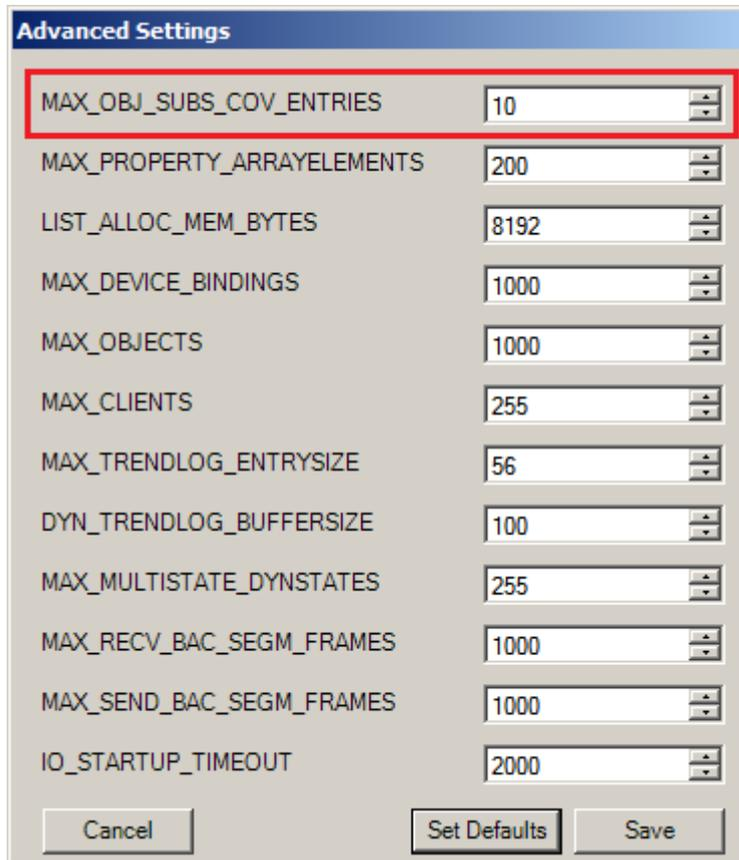 Advanced Settings
MAX_OBJ_SUBS_COV_ENTRIES 10
MAX_PROPERTY_ARRAYELEMENTS 200
LIST_ALLOC_MEM_BYTES 8192
MAX_DEVICE_BINDINGS 1000
MAX_OBJECTS 1000
MAX_CLIENTS 255
MAX_TRENDLOG_ENTRYSIZE 56
DYN_TRENDLOG_BUFFERSIZE 100
MAX_MULTISTATE_DYNSTATES 255
MAX_RECV_BAC_SEGM_FRAMES 1000
MAX_SEND_BAC_SEGM_FRAMES 1000
IO_STARTUP_TIMEOUT 2000
Cancel Set Defaults Save